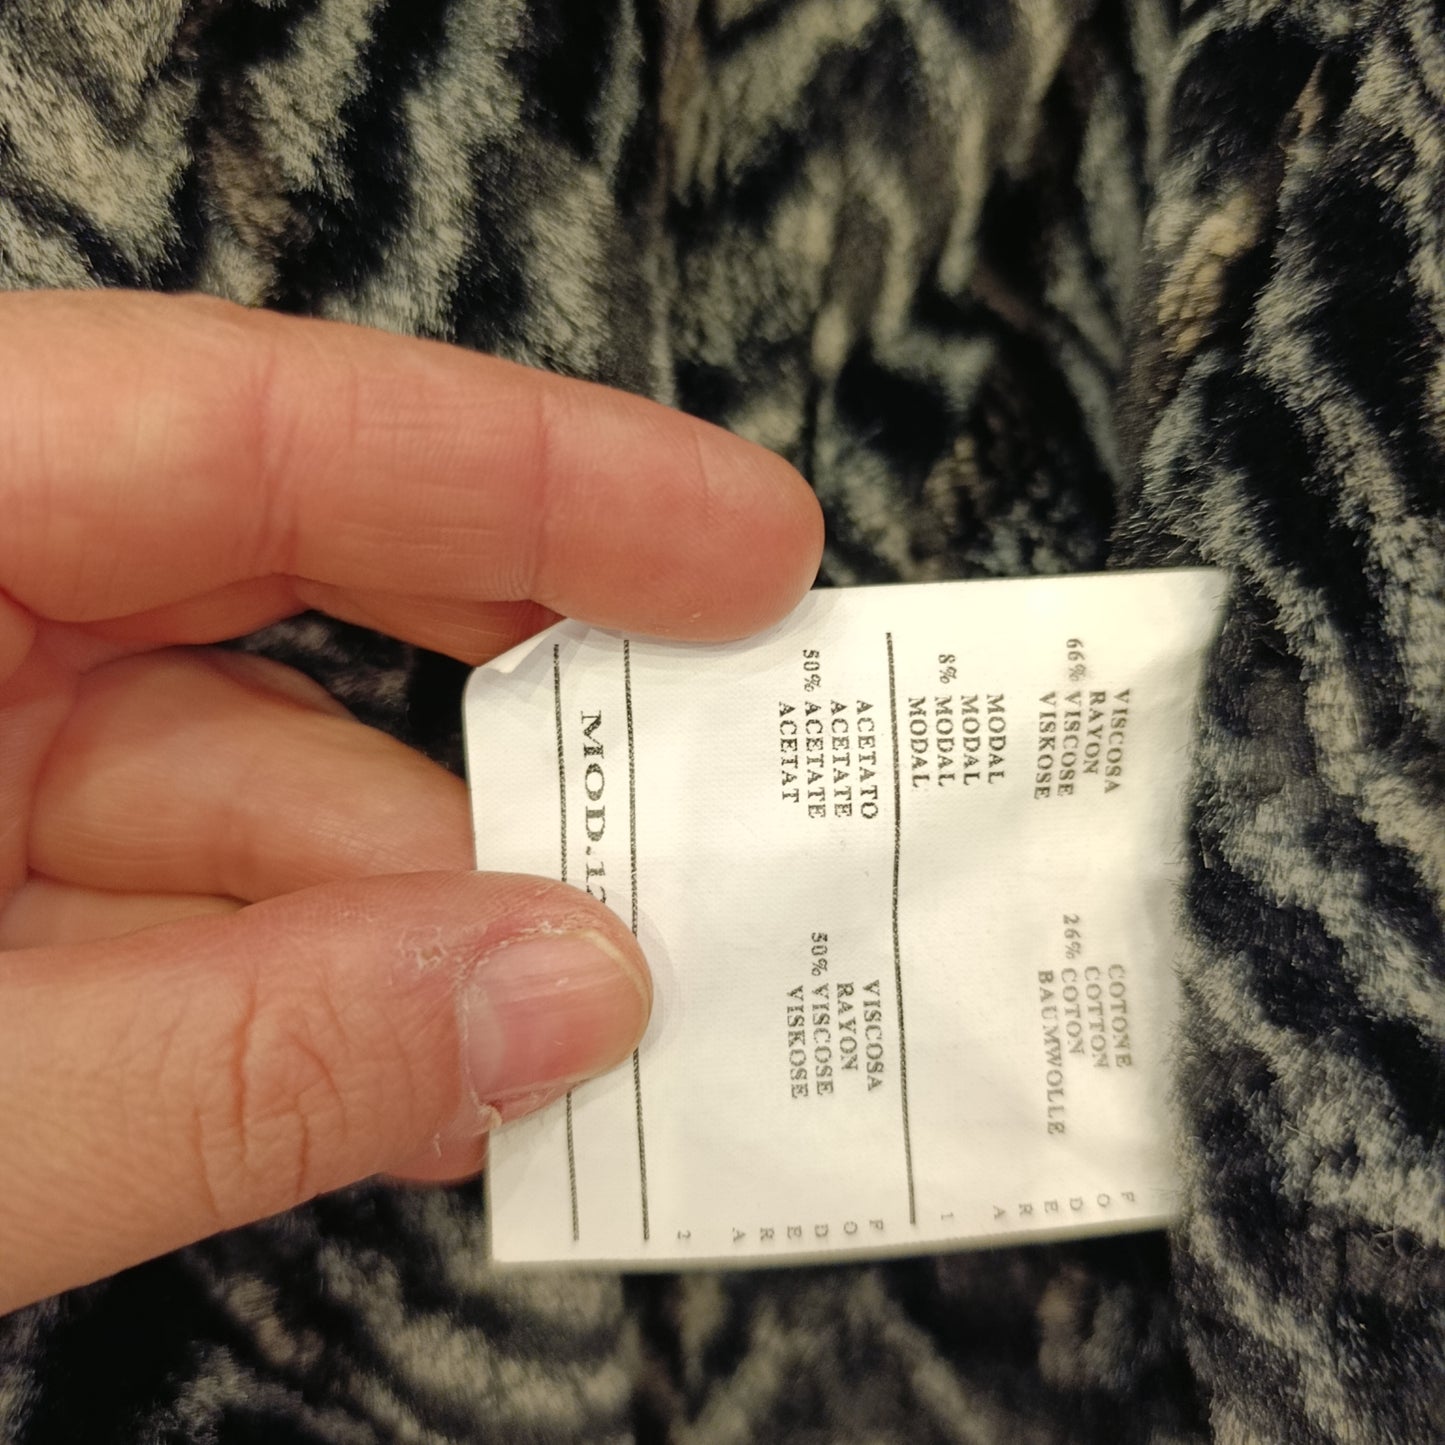 VISCOSA
RAYON
66% VISCOSE
VISKOSE
COTONE
COTTON
26% COTON
BAUMWOLLE
MODAL
MODAL
8% MODAL
MODAL
FODERA 1
ACETATO
ACETATE
50% ACETATE
ACETAT
VISCOSA
RAYON
50% VISCOSE
VISKOSE
FODERA 2
MOD.